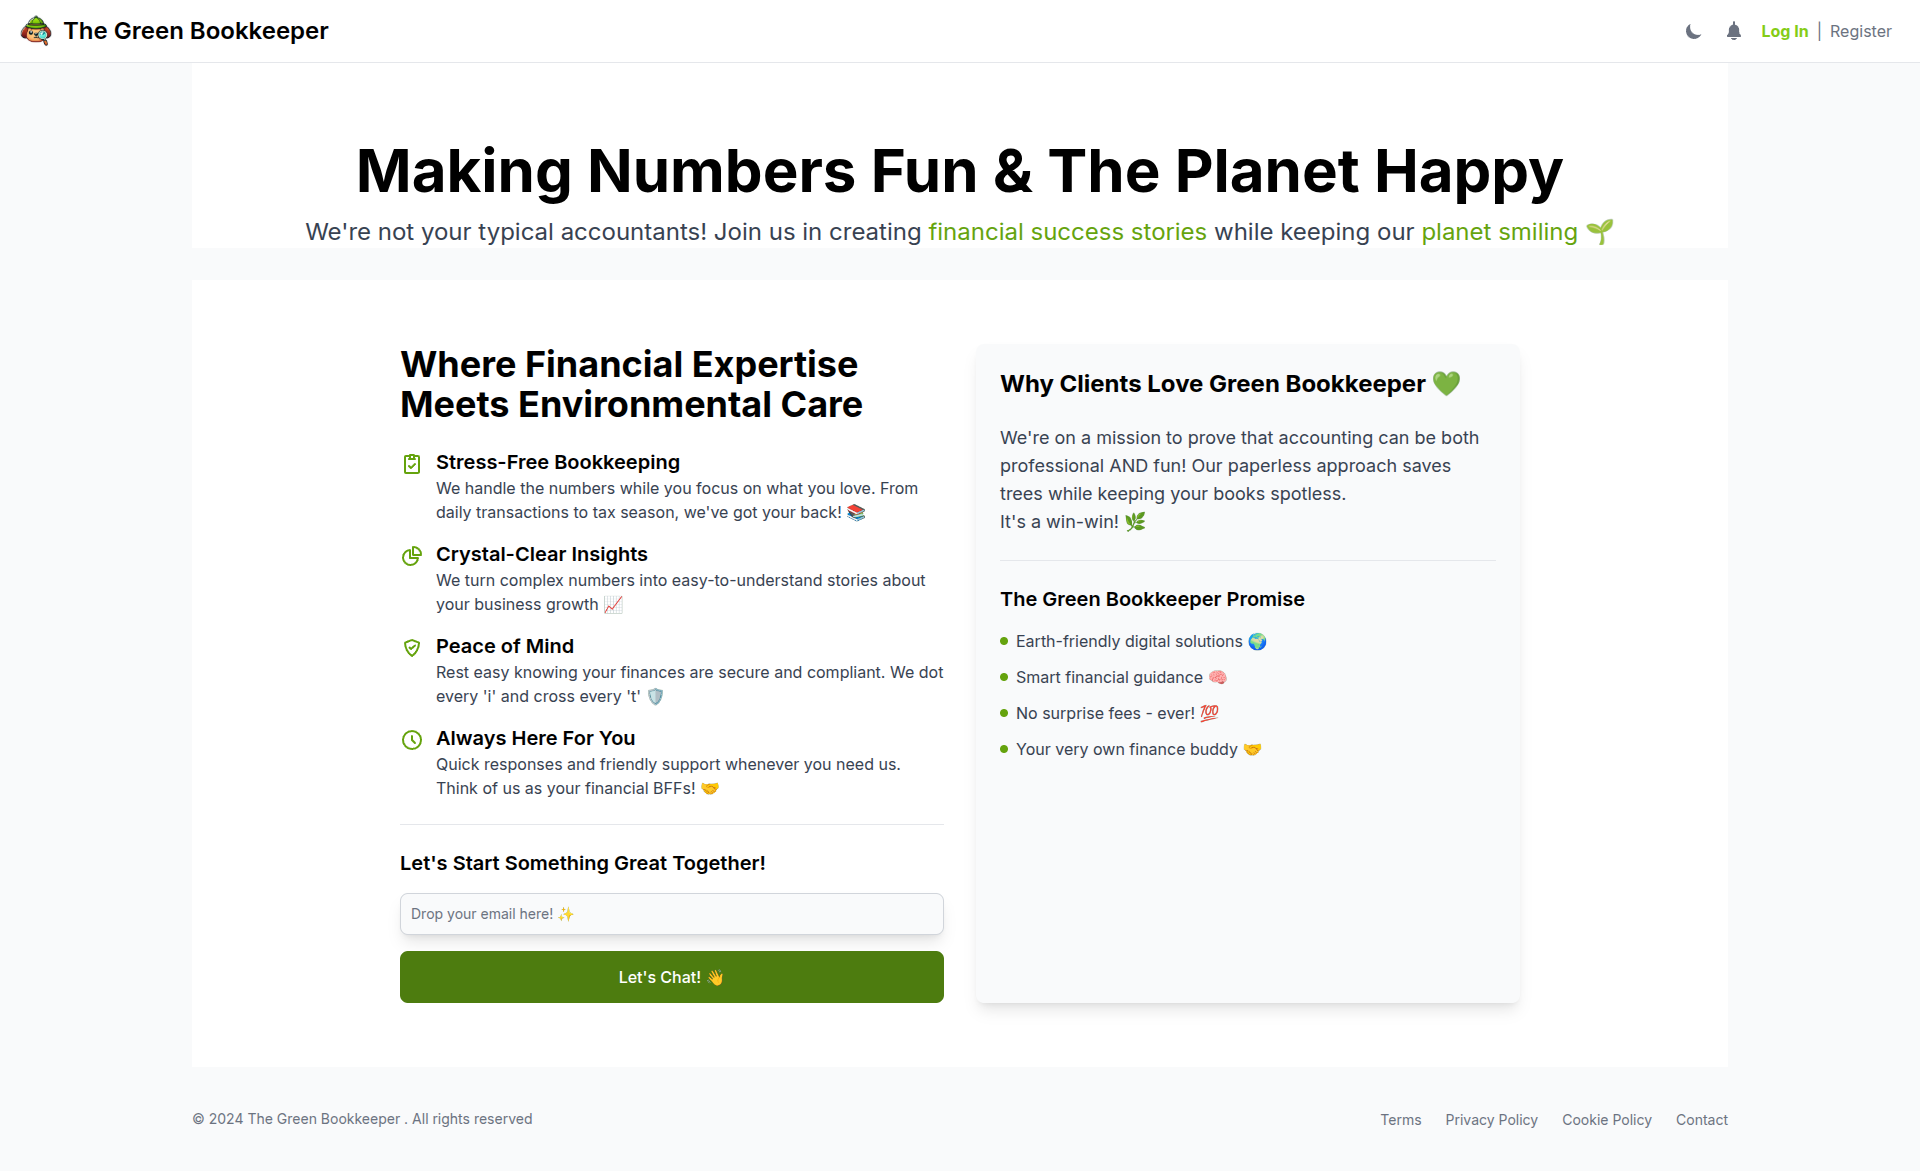 The Green Bookkeeper
Log In | Register
Making Numbers Fun & The Planet Happy
We're not your typical accountants! Join us in creating financial success stories while keeping our planet smiling 🌱
Where Financial Expertise
Meets Environmental Care
Stress-Free Bookkeeping
We handle the numbers while you focus on what you love. From
daily transactions to tax season, we've got your back! 📚
Crystal-Clear Insights
We turn complex numbers into easy-to-understand stories about
your business growth 📈
Peace of Mind
Rest easy knowing your finances are secure and compliant. We dot
every 'i' and cross every 't' 🛡️
Always Here For You
Quick responses and friendly support whenever you need us.
Think of us as your financial BFFs! 🤝
Let's Start Something Great Together!
Drop your email here! ✨
Let's Chat! 👋
Why Clients Love Green Bookkeeper 💚
We're on a mission to prove that accounting can be both
professional AND fun! Our paperless approach saves
trees while keeping your books spotless.
It's a win-win! 🌿
The Green Bookkeeper Promise
Earth-friendly digital solutions 🌍
Smart financial guidance 🧠
No surprise fees - ever! 💯
Your very own finance buddy 🤝
© 2024 The Green Bookkeeper . All rights reserved
Terms Privacy Policy Cookie Policy Contact